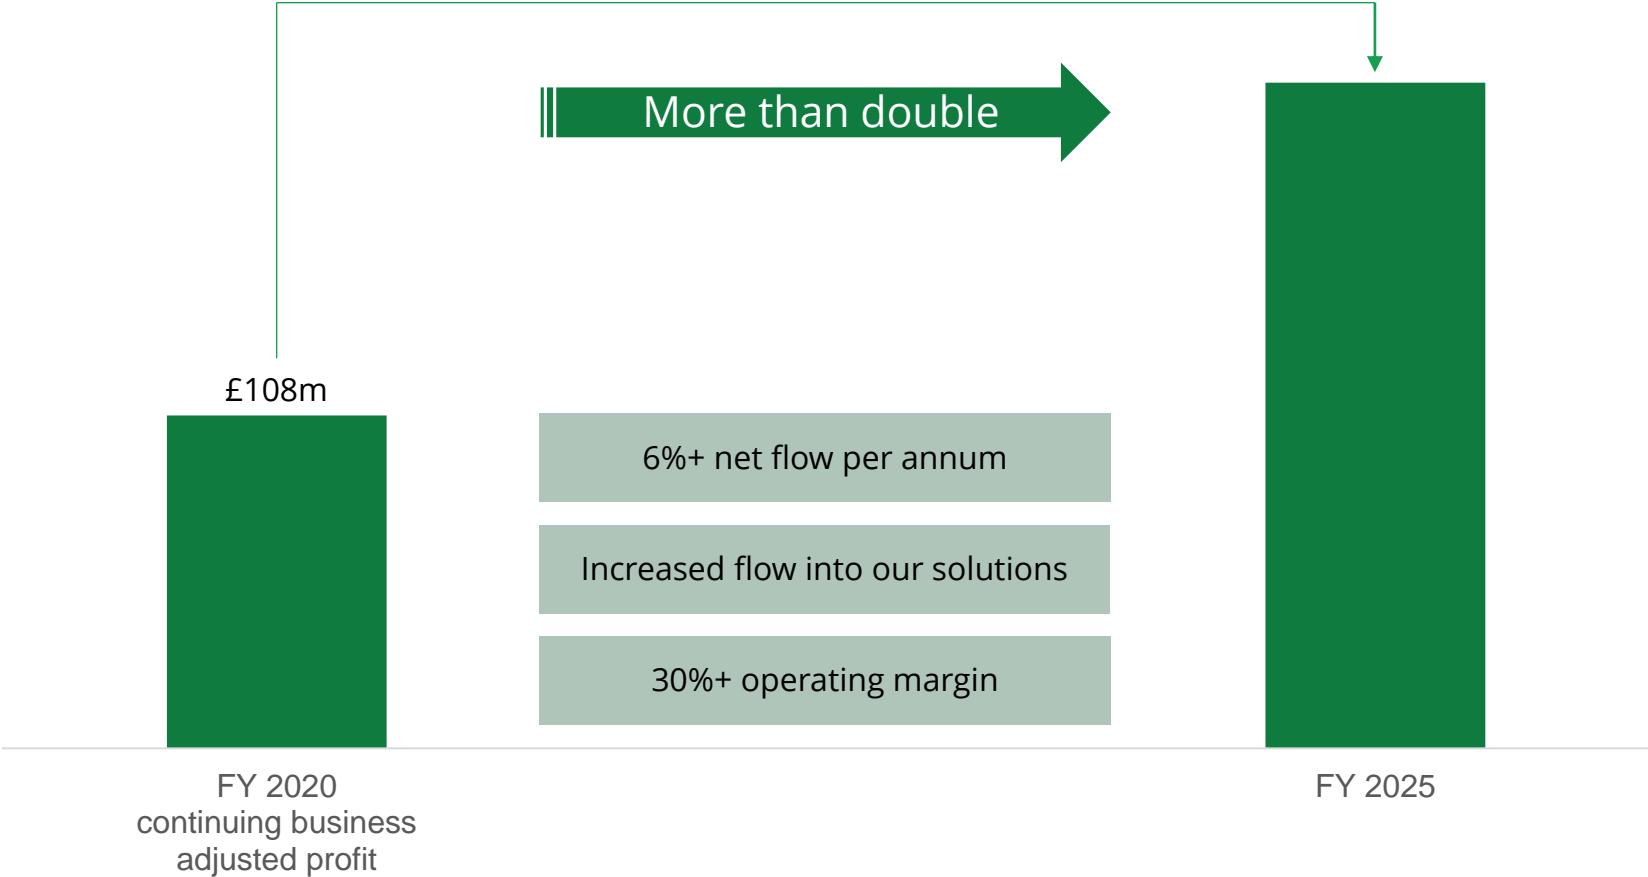 More than double
£108m
6%+ net flow per annum
Increased flow into our solutions
30%+ operating margin
FY 2020
continuing business
adjusted profit
FY 2025